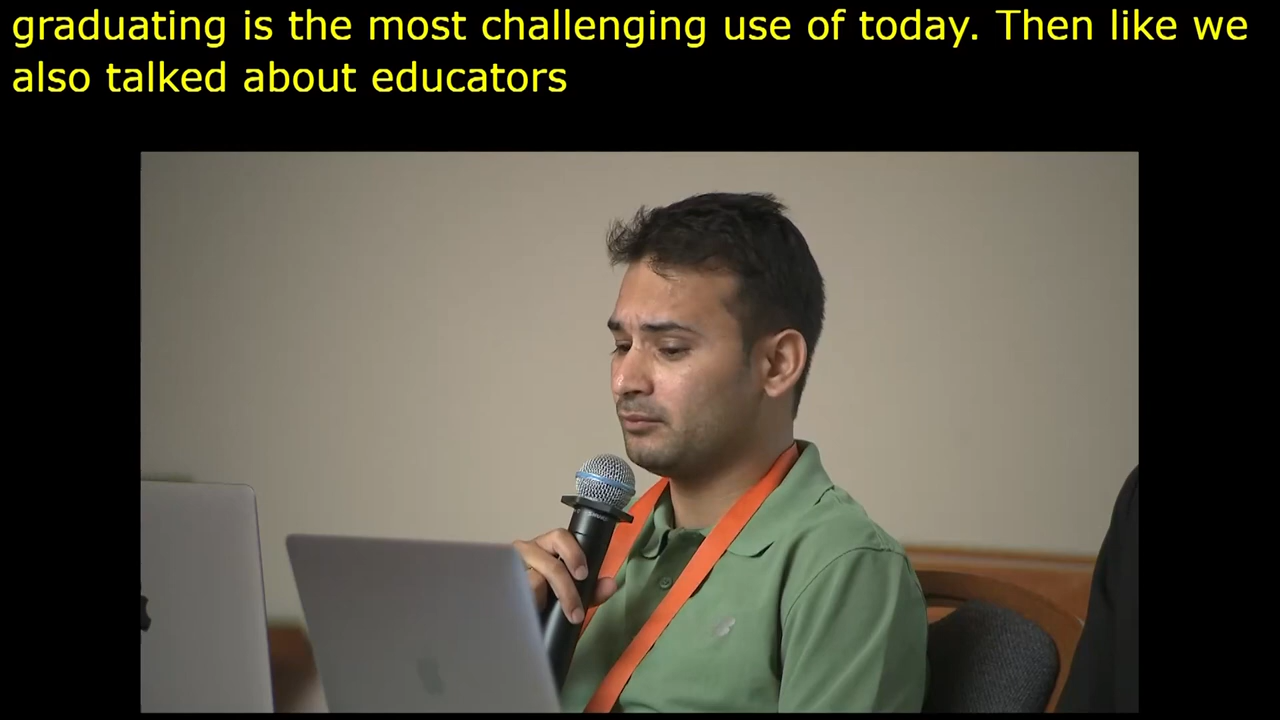 graduating is the most challenging use of today. Then like we
also talked about educators